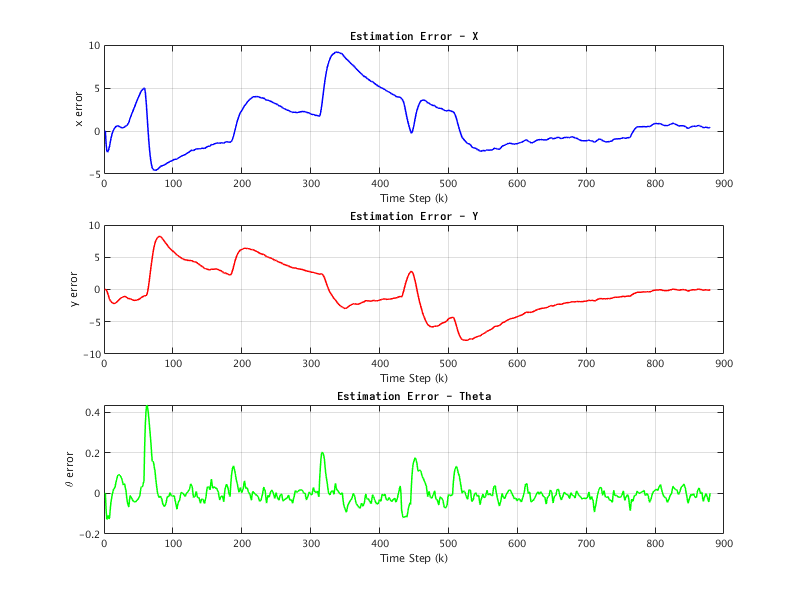 Estimation Error - X
10
5
0
-5
x error
0 100 200 300 400 500 600 700 800 900
Time Step (k)
Estimation Error - Y
10
5
0
-5
-10
y error
0 100 200 300 400 500 600 700 800 900
Time Step (k)
Estimation Error - Theta
0.4
0.2
0
-0.2
θ error
0 100 200 300 400 500 600 700 800 900
Time Step (k)